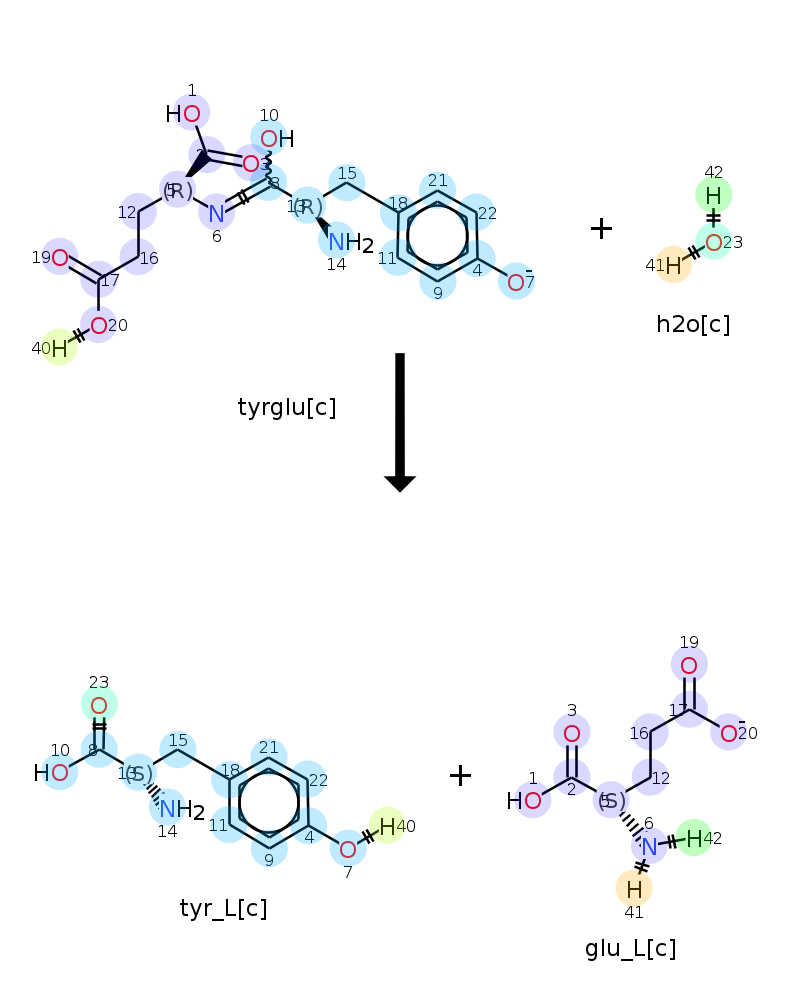 1
HO
10
OH
2
O 3
8
15
21
(R) 5
13 (R)
18
22
12
N
6
NH2
14
11
4
O- 7
9
19 O
17
16
O 20
40 H
+
42
H
O 23
41 H
h2o[c]
tyrglu[c]
23
O
10
HO
8
15
21
13 (S)
18
22
NH2
14
11
4
H 40
9
O
7
tyr_L[c]
+
19
O
3
O
17
O- 20
16
1
HO
2
5 (S)
12
6
N
H 42
H
41
glu_L[c]